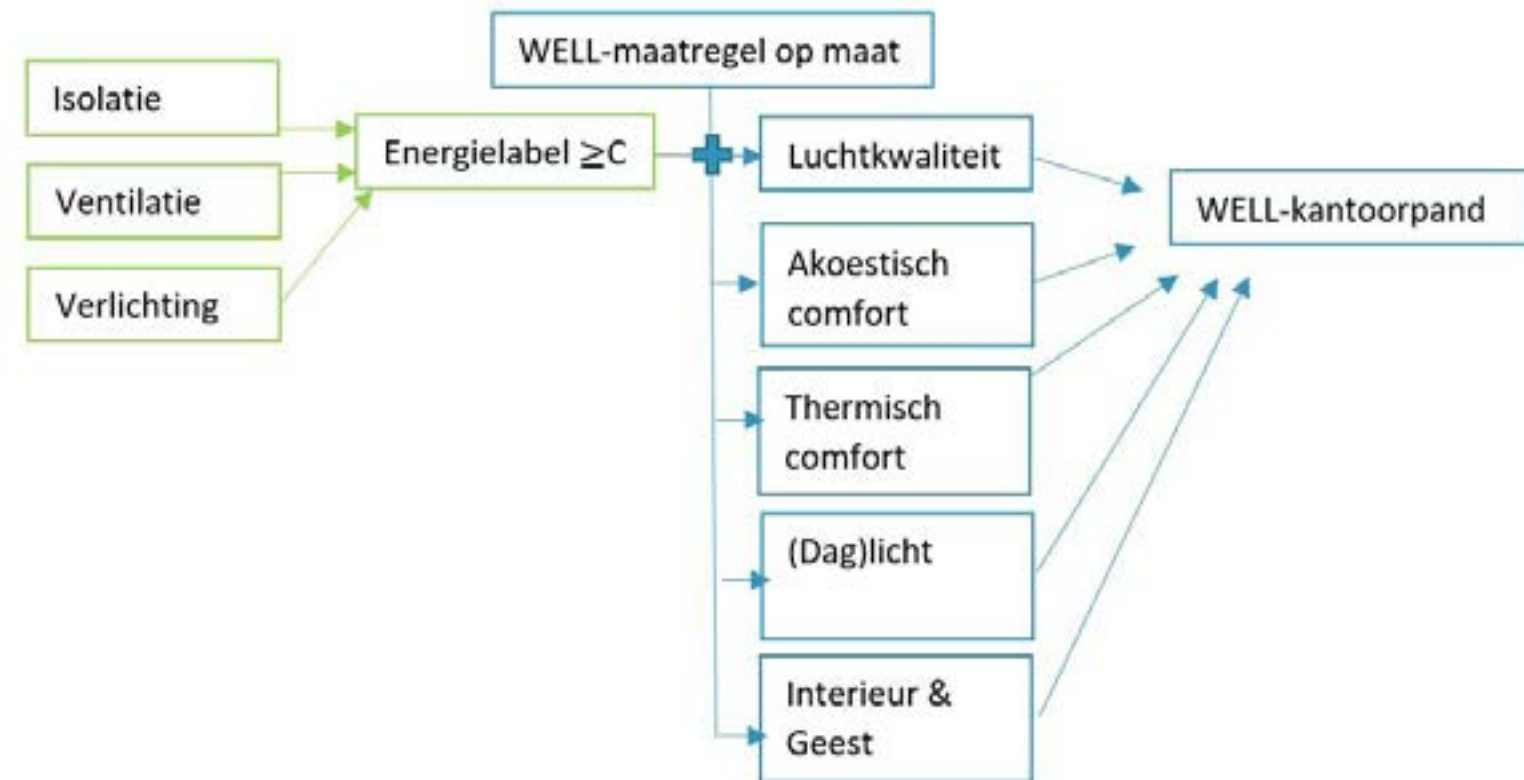 WELL-maatregel op maat
Isolatie
Ventilatie
Verlichting
Energielabel ≥C
Luchtkwaliteit
Akoestisch
comfort
Thermisch
comfort
(Dag)licht
Interieur &
Geest
WELL-kantoorpand